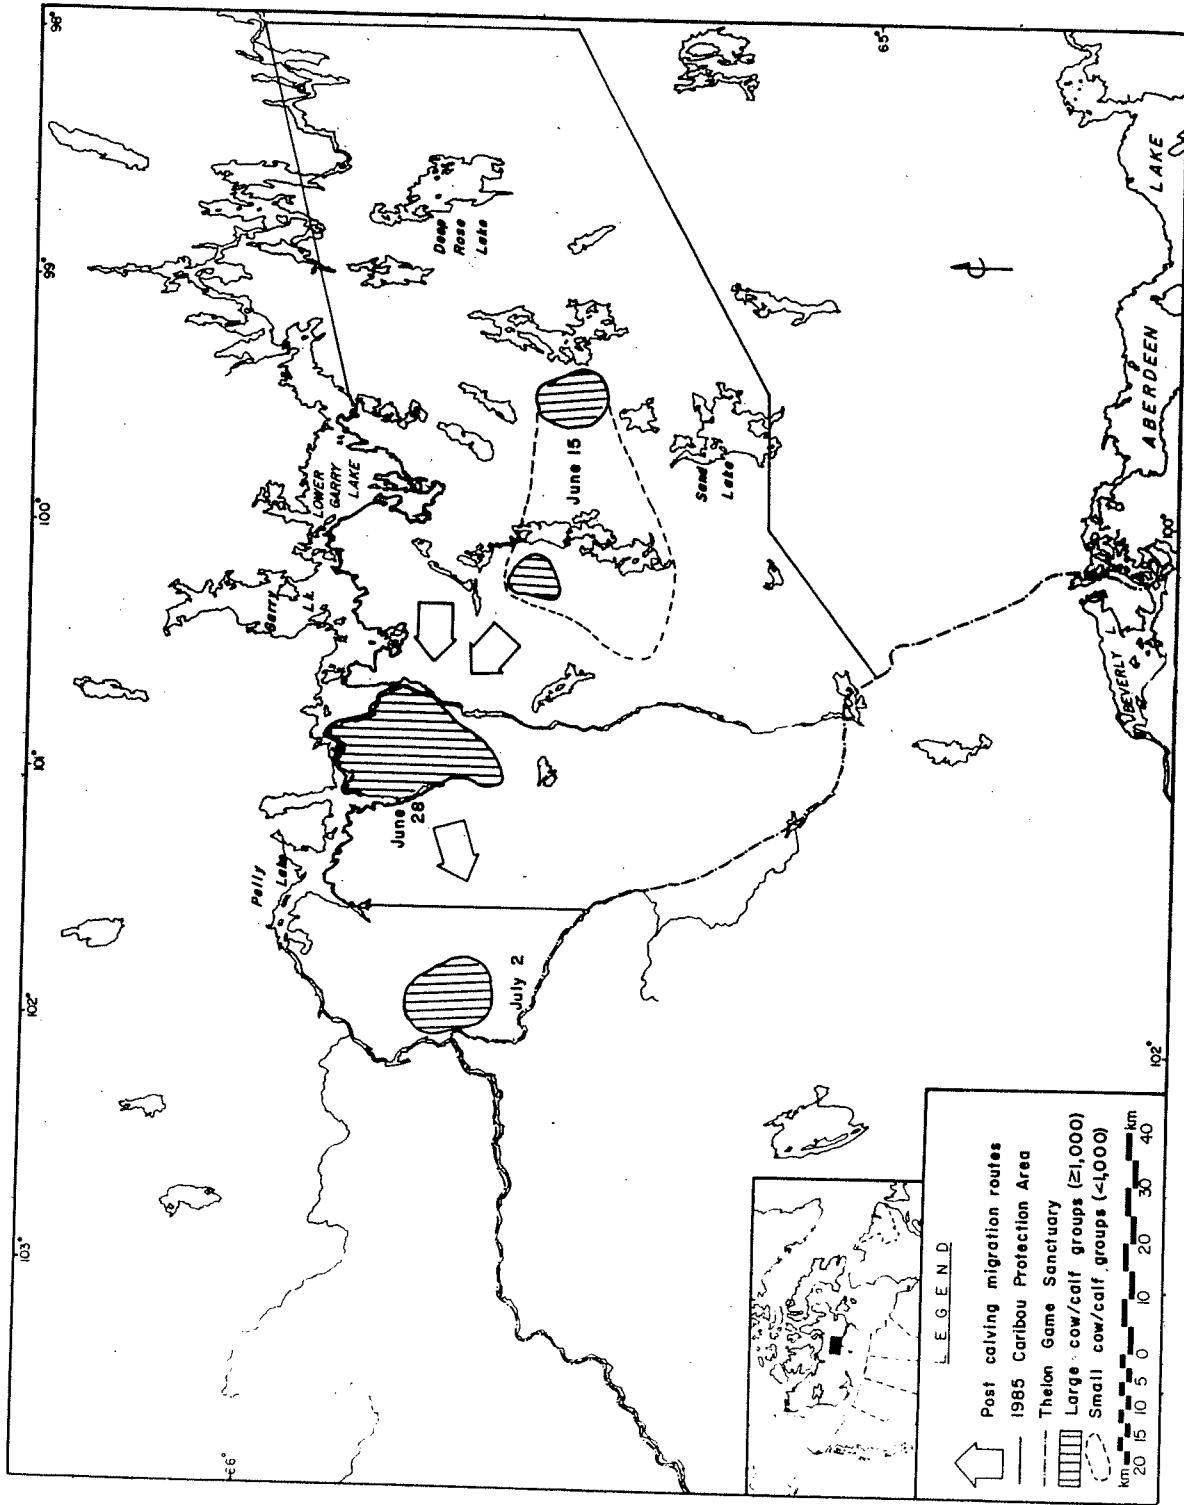 98°
99°
100°
101°
102°
103°
66°
65°
Pelly
Lake
Garry
Lk.
LOWER
GARRY
LAKE
Deep
Rose
Lake
June
28
June 15
July 2
Sand
Lake
BEVERLY L.
ABERDEEN
LAKE
100°
102°
LEGEND
Post calving migration routes
1985 Caribou Protection Area
Thelon Game Sanctuary
Large cow/calf groups (≥1,000)
Small cow/calf groups (<1,000)
km km
20 15 10 5 0 10 20 30 40